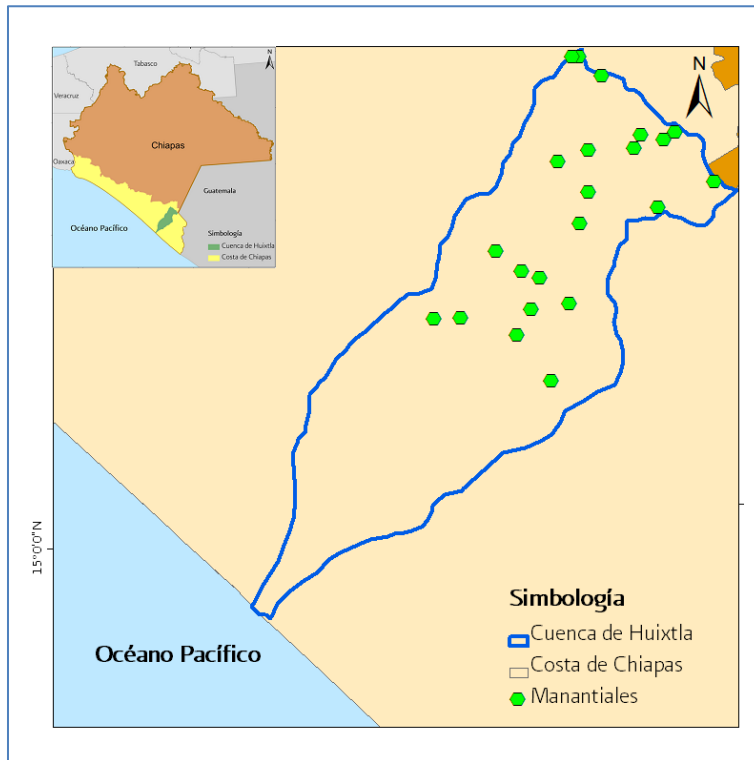 N
Tabasco
Veracruz
Chiapas
Oaxaca
Guatemala
Océano Pacífico
Simbología
Cuenca de Huixtla
Costa de Chiapas
N
15°0'0"N
Océano Pacífico
Simbología
Cuenca de Huixtla
Costa de Chiapas
Manantiales